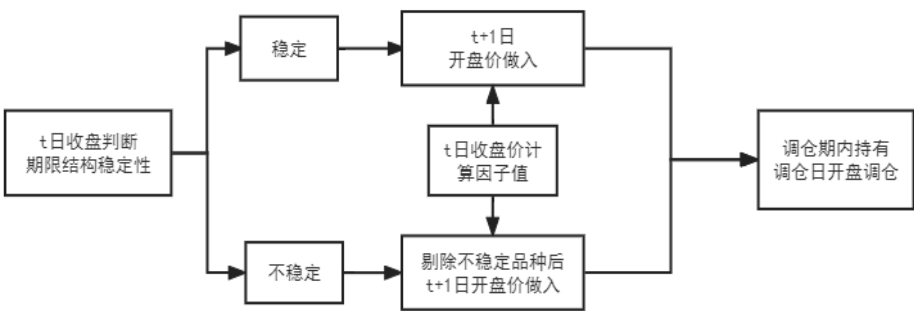 t日收盘判断
期限结构稳定性
稳定
t+1日
开盘价做入
t日收盘价计
算因子值
不稳定
剔除不稳定品种后
t+1日开盘价做入
调仓期内持有
调仓日开盘调仓